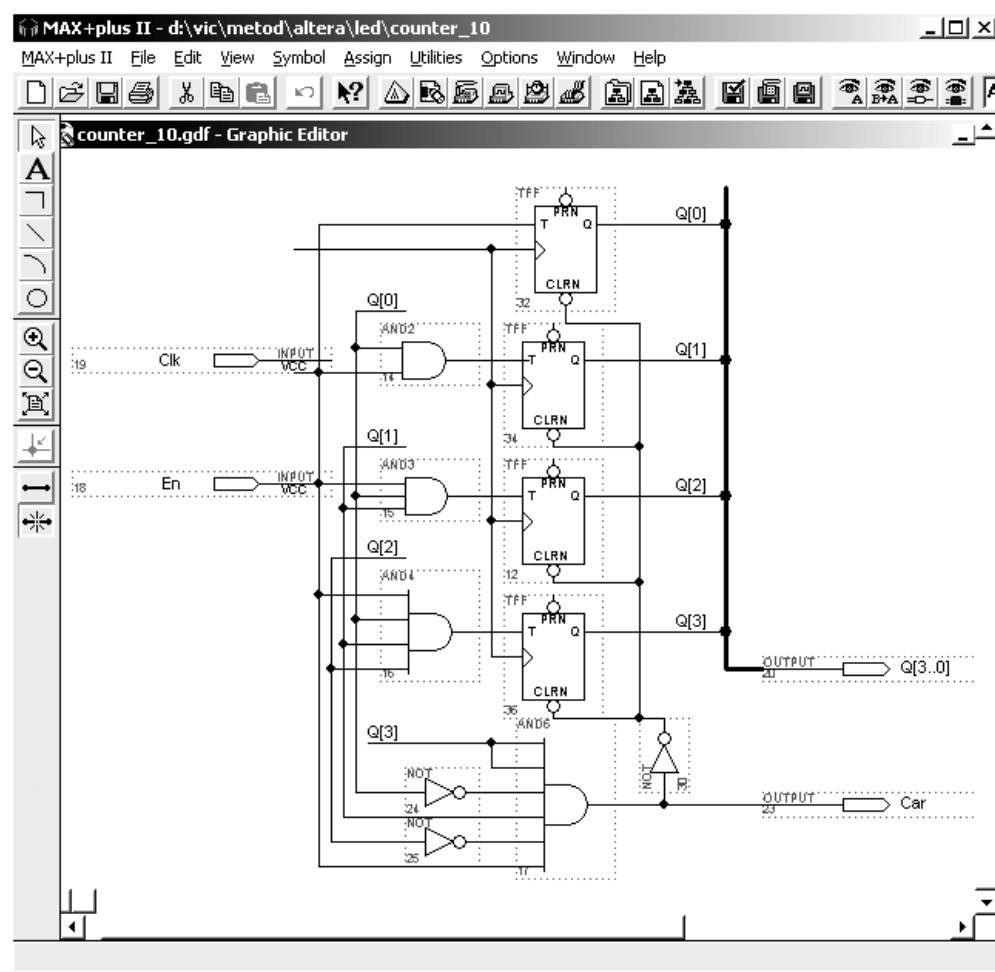 MAX+plus II - d:\vic\metod\altera\led\counter_10
MAX+plus II File Edit View Symbol Assign Utilities Options Window Help
counter_10.gdf - Graphic Editor
TFF
PRN
T Q
CLRN
32
Q[0]
Q[0]
AND2
14
TFF
PRN
T Q
CLRN
34
Q[1]
19 Clk INPUT
VCC
Q[1]
AND3
15
TFF
PRN
T Q
CLRN
12
Q[2]
18 En INPUT
VCC
Q[2]
AND4
16
TFF
PRN
T Q
CLRN
36
Q[3]
OUTPUT Q[3..0]
20
Q[3]
AND6
17
NOT
24
NOT
25
NOT
OUTPUT Car
23